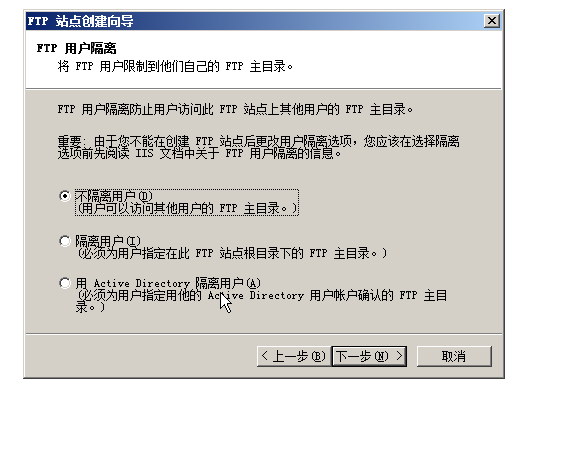 FTP 站点创建向导
FTP 用户隔离
将 FTP 用户限制到他们自己的 FTP 主目录。
FTP 用户隔离防止用户访问此 FTP 站点上其他用户的 FTP 主目录。
重要: 由于您不能在创建 FTP 站点后更改用户隔离选项，您应该在选择隔离
选项前先阅读 IIS 文档中关于 FTP 用户隔离的信息。
不隔离用户(D)
(用户可以访问其他用户的 FTP 主目录。)
隔离用户(I)
(必须为用户指定在此 FTP 站点根目录下的 FTP 主目录。)
用 Active Directory 隔离用户(A)
(必须为用户指定用他的 Active Directory 用户帐户确认的 FTP 主目
录。)
< 上一步(B) 下一步(N) > 取消